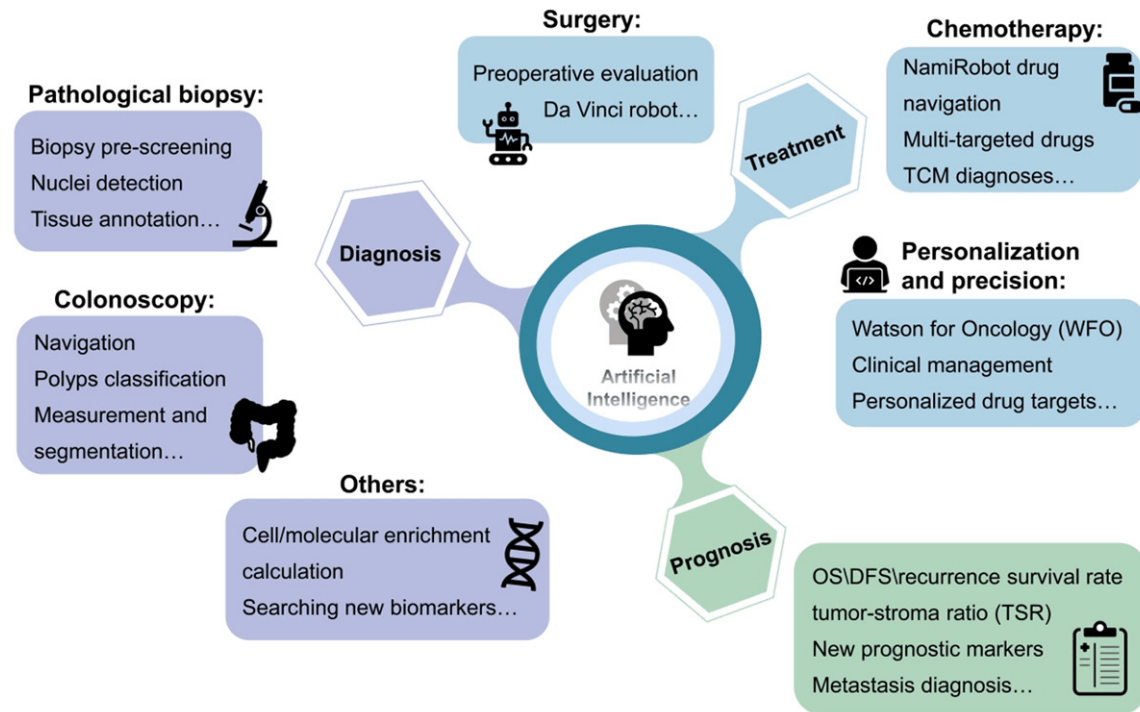 Surgery:
Preoperative evaluation
Da Vinci robot…
Chemotherapy:
NamiRobot drug
navigation
Multi-targeted drugs
TCM diagnoses…
Pathological biopsy:
Biopsy pre-screening
Nuclei detection
Tissue annotation…
Treatment
Diagnosis
Personalization
and precision:
Watson for Oncology (WFO)
Clinical management
Personalized drug targets…
Colonoscopy:
Navigation
Polyps classification
Measurement and
segmentation…
Artificial
Intelligence
Others:
Cell/molecular enrichment
calculation
Searching new biomarkers…
Prognosis
OS\DFS\recurrence survival rate
tumor-stroma ratio (TSR)
New prognostic markers
Metastasis diagnosis…